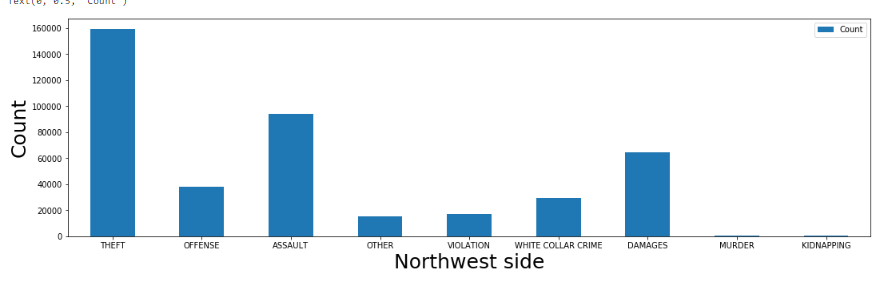 Text(0, 0.5, 'Count')
Count
160000
140000
120000
100000
80000
60000
40000
20000
0
Count
THEFT OFFENSE ASSAULT OTHER VIOLATION WHITE COLLAR CRIME DAMAGES MURDER KIDNAPPING
Northwest side